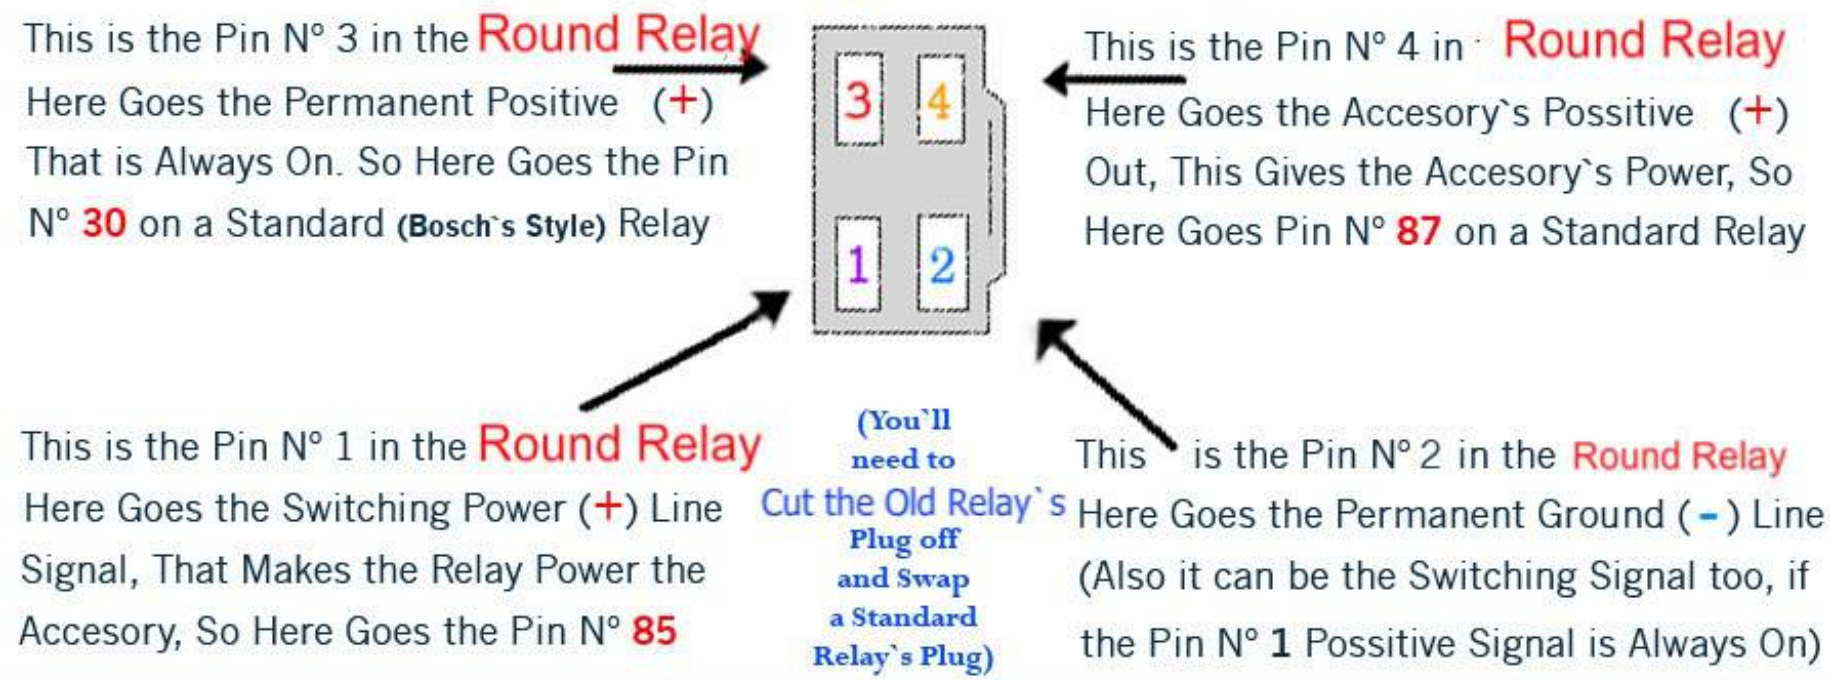 This is the Pin N° 3 in the Round Relay
Here Goes the Permanent Positive (+)
That is Always On. So Here Goes the Pin
N° 30 on a Standard (Bosch`s Style) Relay
3 4
1 2
This is the Pin N° 4 in Round Relay
Here Goes the Accesory`s Possitive (+)
Out, This Gives the Accesory`s Power, So
Here Goes Pin N° 87 on a Standard Relay
This is the Pin N° 1 in the Round Relay
Here Goes the Switching Power (+) Line
Signal, That Makes the Relay Power the
Accesory, So Here Goes the Pin N° 85
(You`ll
need to
Cut the Old Relay`s
Plug off
and Swap
a Standard
Relay`s Plug)
This is the Pin N° 2 in the Round Relay
Here Goes the Permanent Ground (-) Line
(Also it can be the Switching Signal too, if
the Pin N° 1 Possitive Signal is Always On)